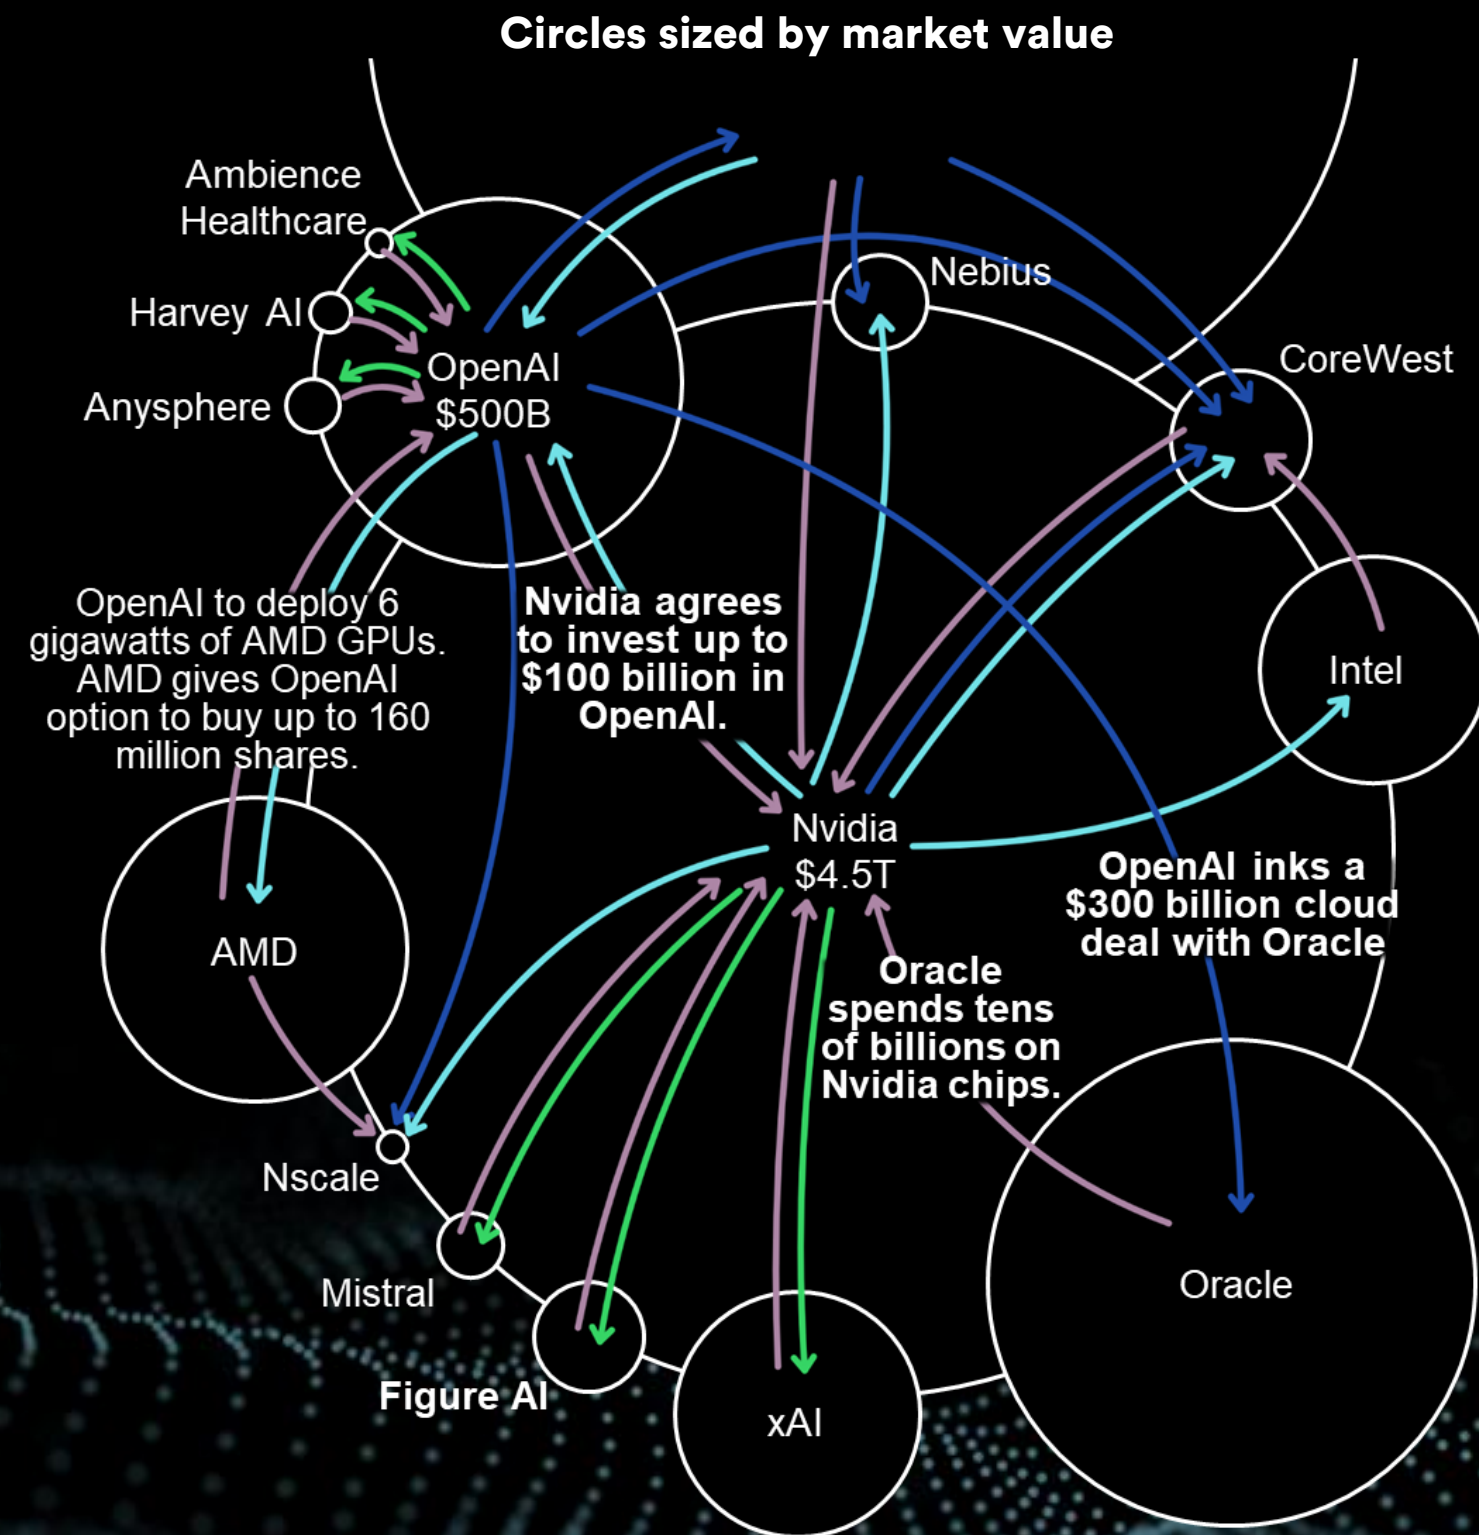 Circles sized by market value
Ambience
Healthcare
Harvey AI
Anysphere
OpenAI
$500B
Nebius
CoreWest
OpenAI to deploy 6
gigawatts of AMD GPUs.
AMD gives OpenAI
option to buy up to 160
million shares.
Nvidia agrees
to invest up to
$100 billion in
OpenAI.
Intel
Nvidia
$4.5T
OpenAI inks a
$300 billion cloud
deal with Oracle
AMD
Oracle
spends tens
of billions on
Nvidia chips.
Nscale
Mistral
Figure AI
xAI
Oracle